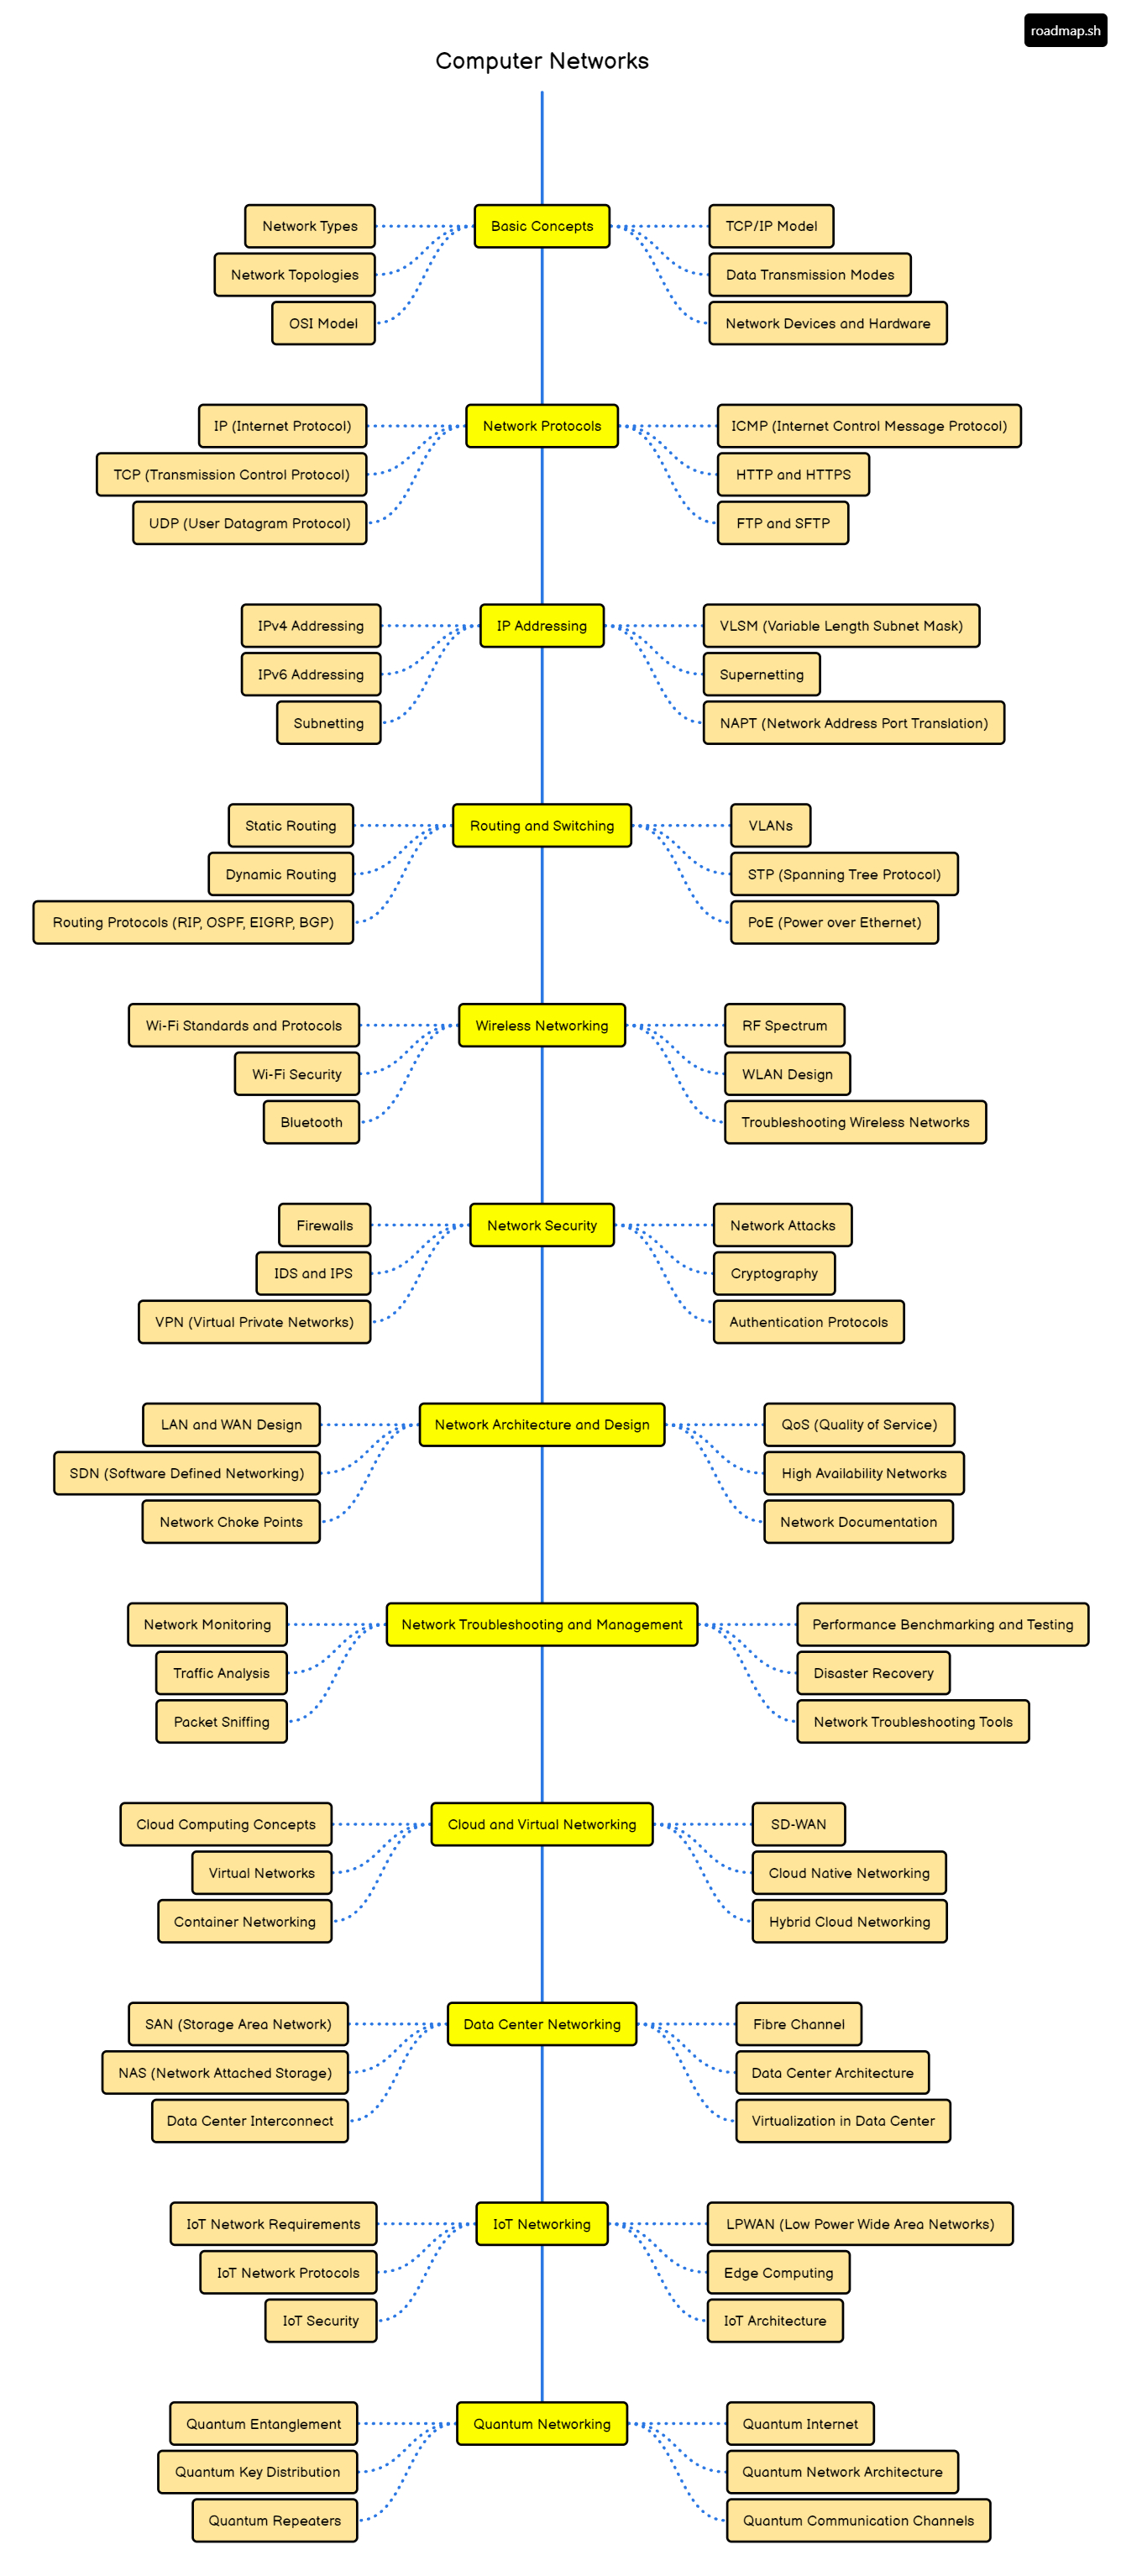 roadmap.sh
Computer Networks
Basic Concepts
Network Types
Network Topologies
OSI Model
TCP/IP Model
Data Transmission Modes
Network Devices and Hardware
Network Protocols
IP (Internet Protocol)
TCP (Transmission Control Protocol)
UDP (User Datagram Protocol)
ICMP (Internet Control Message Protocol)
HTTP and HTTPS
FTP and SFTP
IP Addressing
IPv4 Addressing
IPv6 Addressing
Subnetting
VLSM (Variable Length Subnet Mask)
Supernetting
NAPT (Network Address Port Translation)
Routing and Switching
Static Routing
Dynamic Routing
Routing Protocols (RIP, OSPF, EIGRP, BGP)
VLANs
STP (Spanning Tree Protocol)
PoE (Power over Ethernet)
Wireless Networking
Wi-Fi Standards and Protocols
Wi-Fi Security
Bluetooth
RF Spectrum
WLAN Design
Troubleshooting Wireless Networks
Network Security
Firewalls
IDS and IPS
VPN (Virtual Private Networks)
Network Attacks
Cryptography
Authentication Protocols
Network Architecture and Design
LAN and WAN Design
SDN (Software Defined Networking)
Network Choke Points
QoS (Quality of Service)
High Availability Networks
Network Documentation
Network Troubleshooting and Management
Network Monitoring
Traffic Analysis
Packet Sniffing
Performance Benchmarking and Testing
Disaster Recovery
Network Troubleshooting Tools
Cloud and Virtual Networking
Cloud Computing Concepts
Virtual Networks
Container Networking
SD-WAN
Cloud Native Networking
Hybrid Cloud Networking
Data Center Networking
SAN (Storage Area Network)
NAS (Network Attached Storage)
Data Center Interconnect
Fibre Channel
Data Center Architecture
Virtualization in Data Center
IoT Networking
IoT Network Requirements
IoT Network Protocols
IoT Security
LPWAN (Low Power Wide Area Networks)
Edge Computing
IoT Architecture
Quantum Networking
Quantum Entanglement
Quantum Key Distribution
Quantum Repeaters
Quantum Internet
Quantum Network Architecture
Quantum Communication Channels